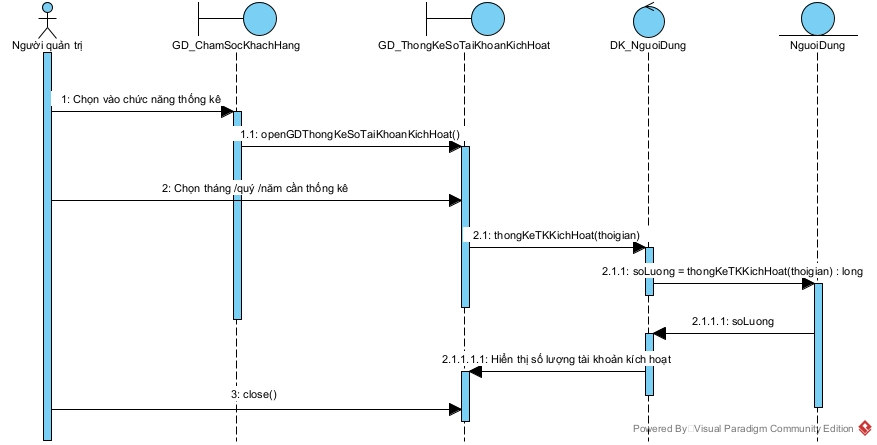 Người quản trị
GD_ChamSocKhachHang
GD_ThongKeSoTaiKhoanKichHoat
DK_NguoiDung
NguoiDung
1: Chọn vào chức năng thống kê
1.1: openGDThongKeSoTaiKhoanKichHoat()
2: Chọn tháng /quý /năm cần thống kê
2.1: thongKeTKKichHoat(thoigian)
2.1.1: soLuong = thongKeTKKichHoat(thoigian) : long
2.1.1.1: soLuong
2.1.1.1.1: Hiển thị số lượng tài khoản kích hoạt
3: close()
Powered By Visual Paradigm Community Edition